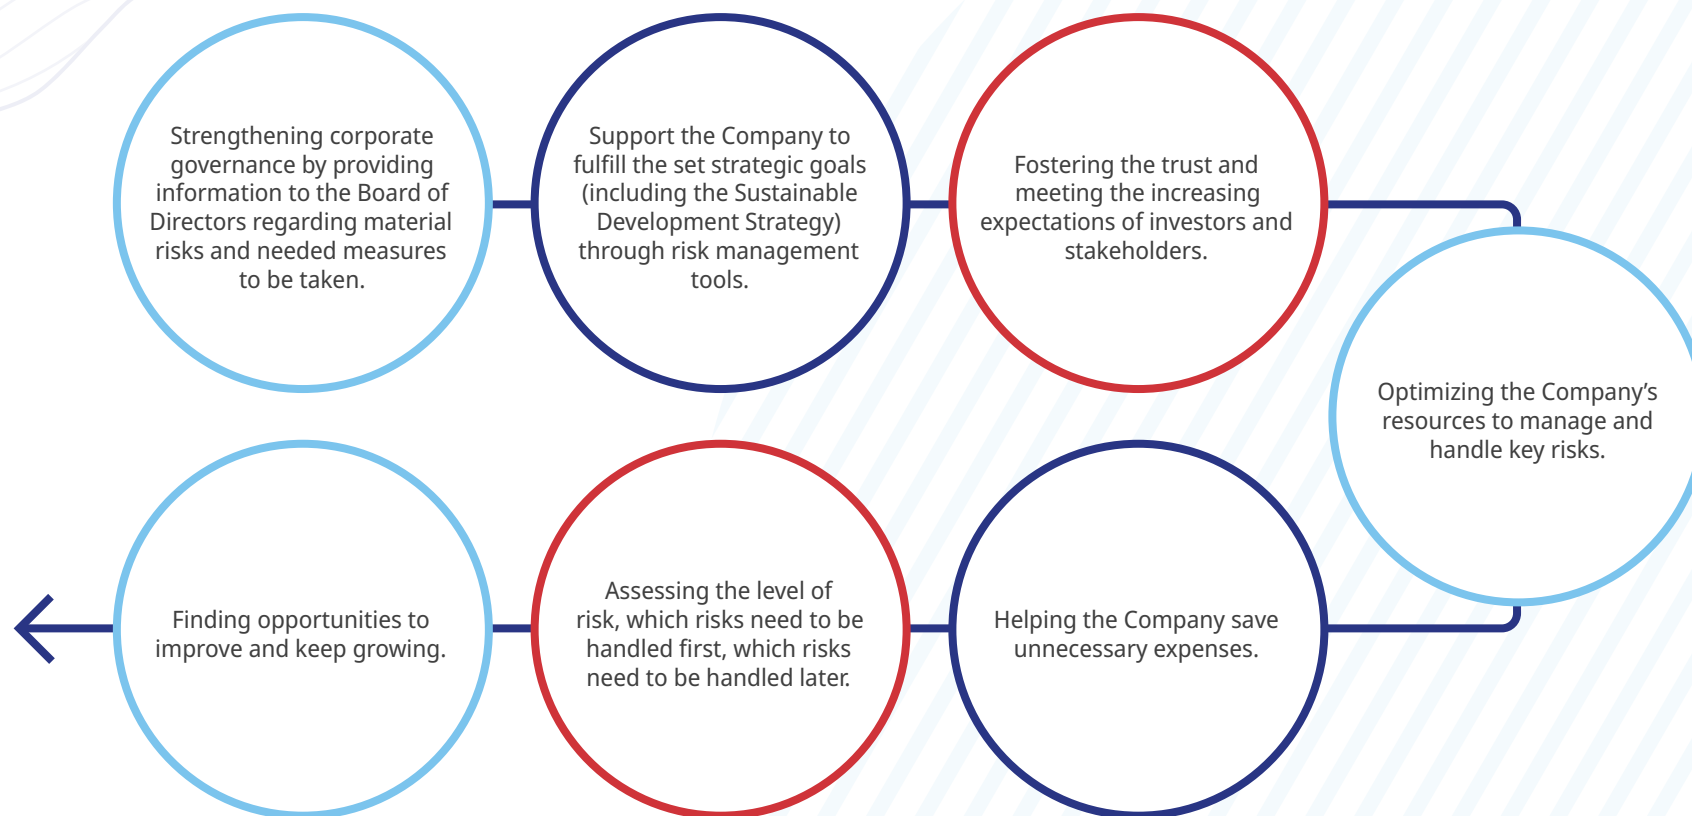 Strengthening corporate
governance by providing
information to the Board of
Directors regarding material
risks and needed measures
to be taken.
Support the Company to
fulfill the set strategic goals
(including the Sustainable
Development Strategy)
through risk management
tools.
Fostering the trust and
meeting the increasing
expectations of investors and
stakeholders.
Optimizing the Company’s
resources to manage and
handle key risks.
Helping the Company save
unnecessary expenses.
Assessing the level of
risk, which risks need to be
handled first, which risks
need to be handled later.
Finding opportunities to
improve and keep growing.